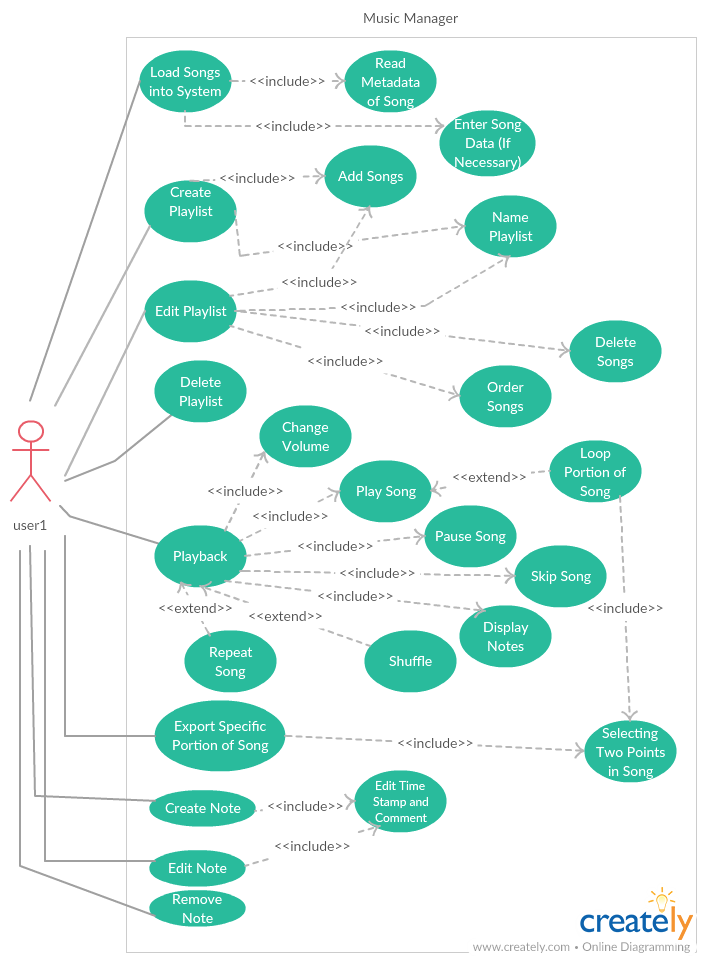 Music Manager
Load Songs
into System
<<include>>
Read
Metadata
of Song
<<include>>
Enter Song
Data (If
Necessary)
Create
Playlist
<<include>>
Add Songs
<<include>>
Name
Playlist
Edit Playlist
<<include>>
<<include>>
<<include>>
<<include>>
Delete
Songs
Order
Songs
Delete
Playlist
Change
Volume
user1
Playback
<<include>>
<<include>>
Play Song
<<extend>>
Loop
Portion of
Song
<<include>>
Pause Song
<<include>>
Skip Song
<<include>>
Display
Notes
<<extend>>
<<extend>>
<<include>>
Repeat
Song
Shuffle
Export Specific
Portion of Song
<<include>>
Selecting
Two Points
in Song
Create Note
<<include>>
Edit Time
Stamp and
Comment
<<include>>
Edit Note
Remove
Note
creately
www.creately.com • Online Diagramming